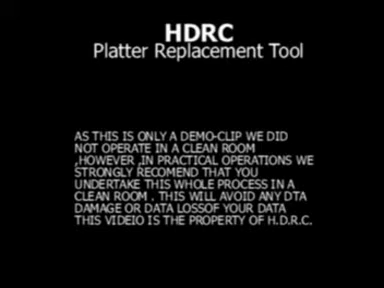 HDRC
Platter Replacement Tool
AS THIS IS ONLY A DEMO-CLIP WE DID
NOT OPERATE IN A CLEAN ROOM
,HOWEVER ,IN PRACTICAL OPERATIONS WE
STRONGLY RECOMEND THAT YOU
UNDERTAKE THIS WHOLE PROCESS IN A
CLEAN ROOM . THIS WILL AVOID ANY DTA
DAMAGE OR DATA LOSSOF YOUR DATA
THIS VIDEIO IS THE PROPERTY OF H.D.R.C.